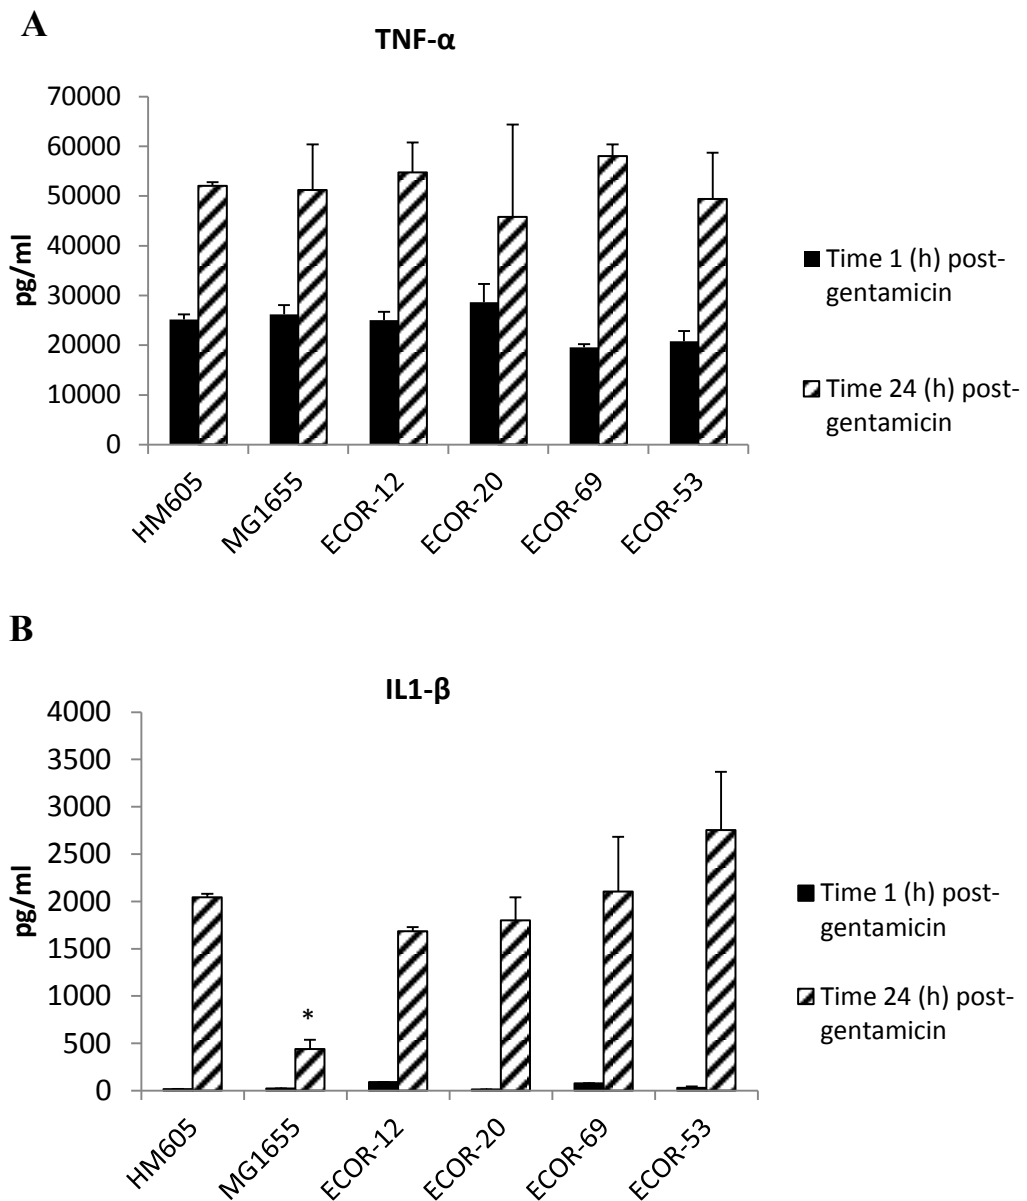 A
TNF-α
70000
60000
50000
40000
30000
20000
10000
0
pg/ml
HM605
MG1655
ECOR-12
ECOR-20
ECOR-69
ECOR-53
Time 1 (h) post-
gentamicin
Time 24 (h) post-
gentamicin
B
IL1-β
4000
3500
3000
2500
2000
1500
1000
500
0
pg/ml
*
HM605
MG1655
ECOR-12
ECOR-20
ECOR-69
ECOR-53
Time 1 (h) post-
gentamicin
Time 24 (h) post-
gentamicin